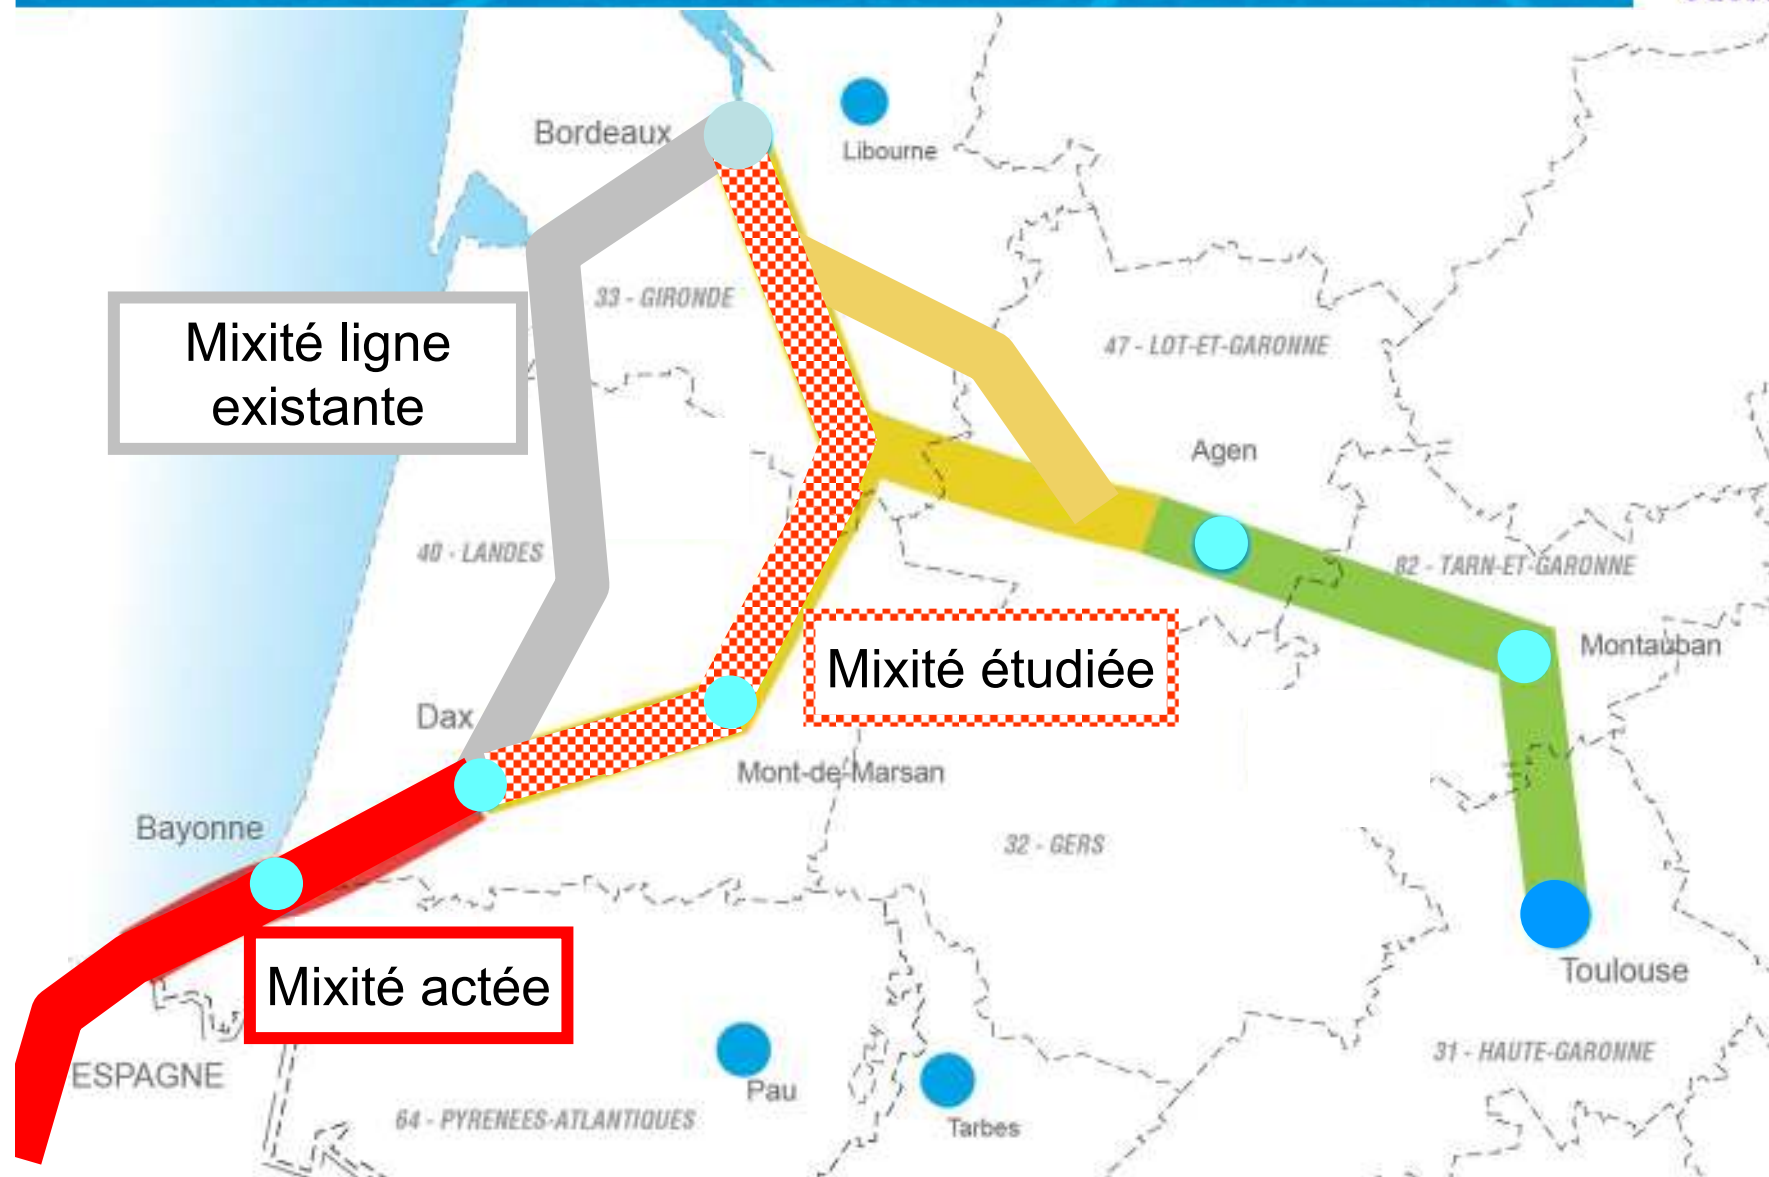 Bordeaux
Libourne
33 - GIRONDE
Mixité ligne
existante
47 - LOT-ET-GARONNE
Agen
40 - LANDES
82 - TARN-ET-GARONNE
Mixité étudiée
Montauban
Dax
Mont-de-Marsan
Bayonne
32 - GERS
Mixité actée
Toulouse
ESPAGNE
Pau
31 - HAUTE-GARONNE
64 - PYRENEES-ATLANTIQUES
Tarbes